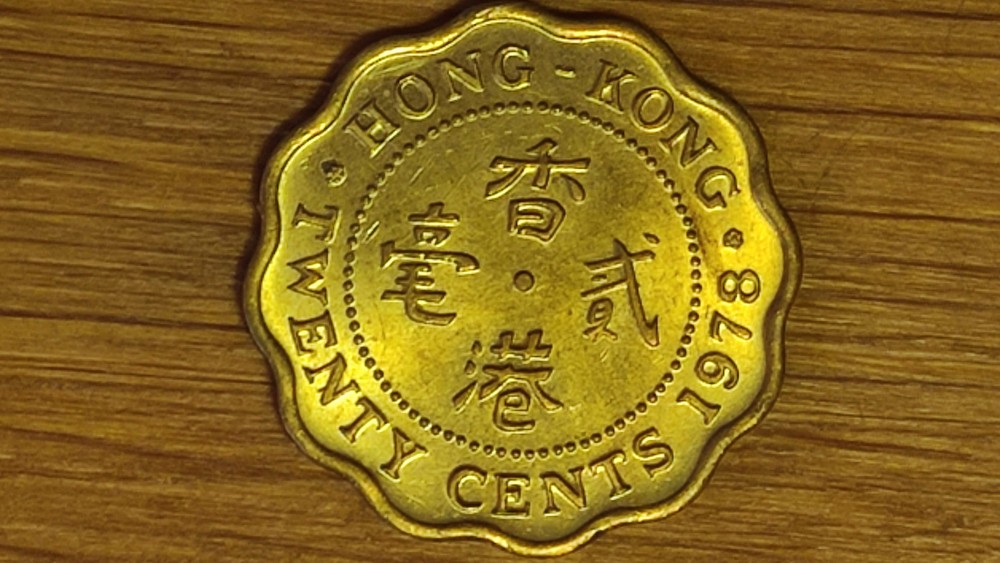 HONG-KONG
TWENTY CENTS 1978
香港
貳毫